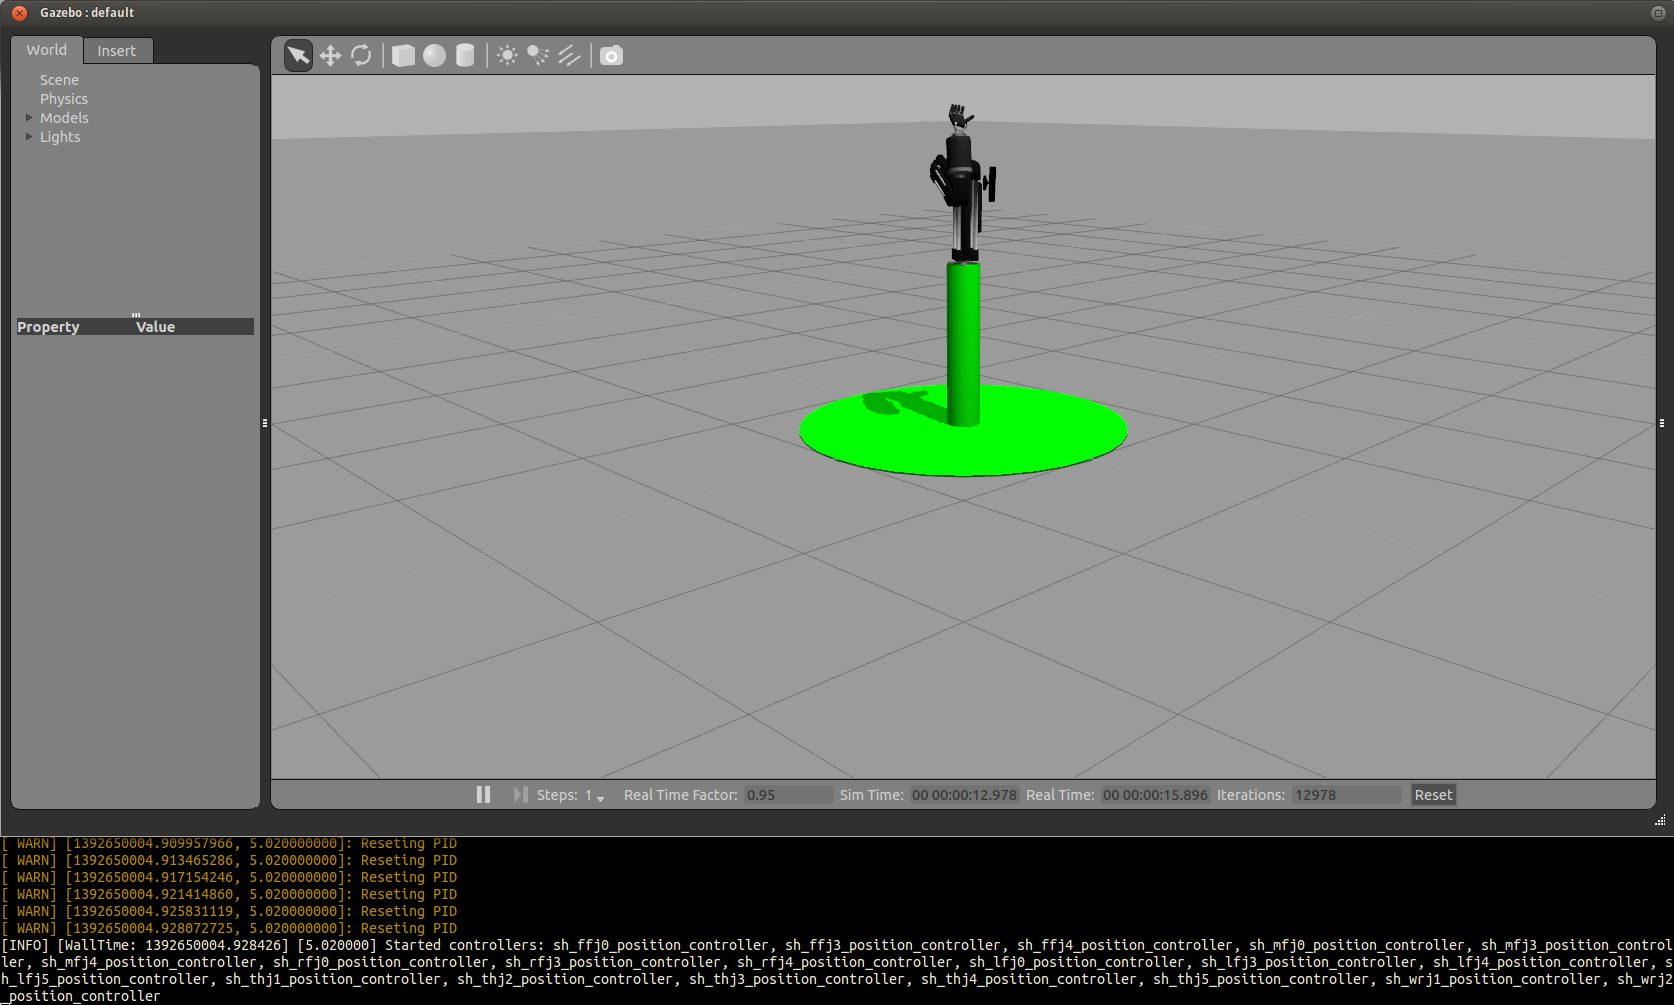 Gazebo : default
World
Insert
Scene
Physics
Models
Lights
Property Value
Steps: 1 Real Time Factor: 0.95 Sim Time: 00 00:00:12.978 Real Time: 00 00:00:15.896 Iterations: 12978 Reset
[ WARN] [1392650004.909957966, 5.020000000]: Reseting PID
[ WARN] [1392650004.913465286, 5.020000000]: Reseting PID
[ WARN] [1392650004.917154246, 5.020000000]: Reseting PID
[ WARN] [1392650004.921414860, 5.020000000]: Reseting PID
[ WARN] [1392650004.925831119, 5.020000000]: Reseting PID
[ WARN] [1392650004.928072725, 5.020000000]: Reseting PID
[INFO] [WallTime: 1392650004.928426] [5.020000] Started controllers: sh_ffj0_position_controller, sh_ffj3_position_controller, sh_ffj4_position_controller, sh_mfj0_position_controller, sh_mfj3_position_control
ler, sh_mfj4_position_controller, sh_rfj0_position_controller, sh_rfj3_position_controller, sh_rfj4_position_controller, sh_lfj0_position_controller, sh_lfj3_position_controller, sh_lfj4_position_controller, s
h_lfj5_position_controller, sh_thj1_position_controller, sh_thj2_position_controller, sh_thj3_position_controller, sh_thj4_position_controller, sh_thj5_position_controller, sh_wrj1_position_controller, sh_wrj2
_position_controller